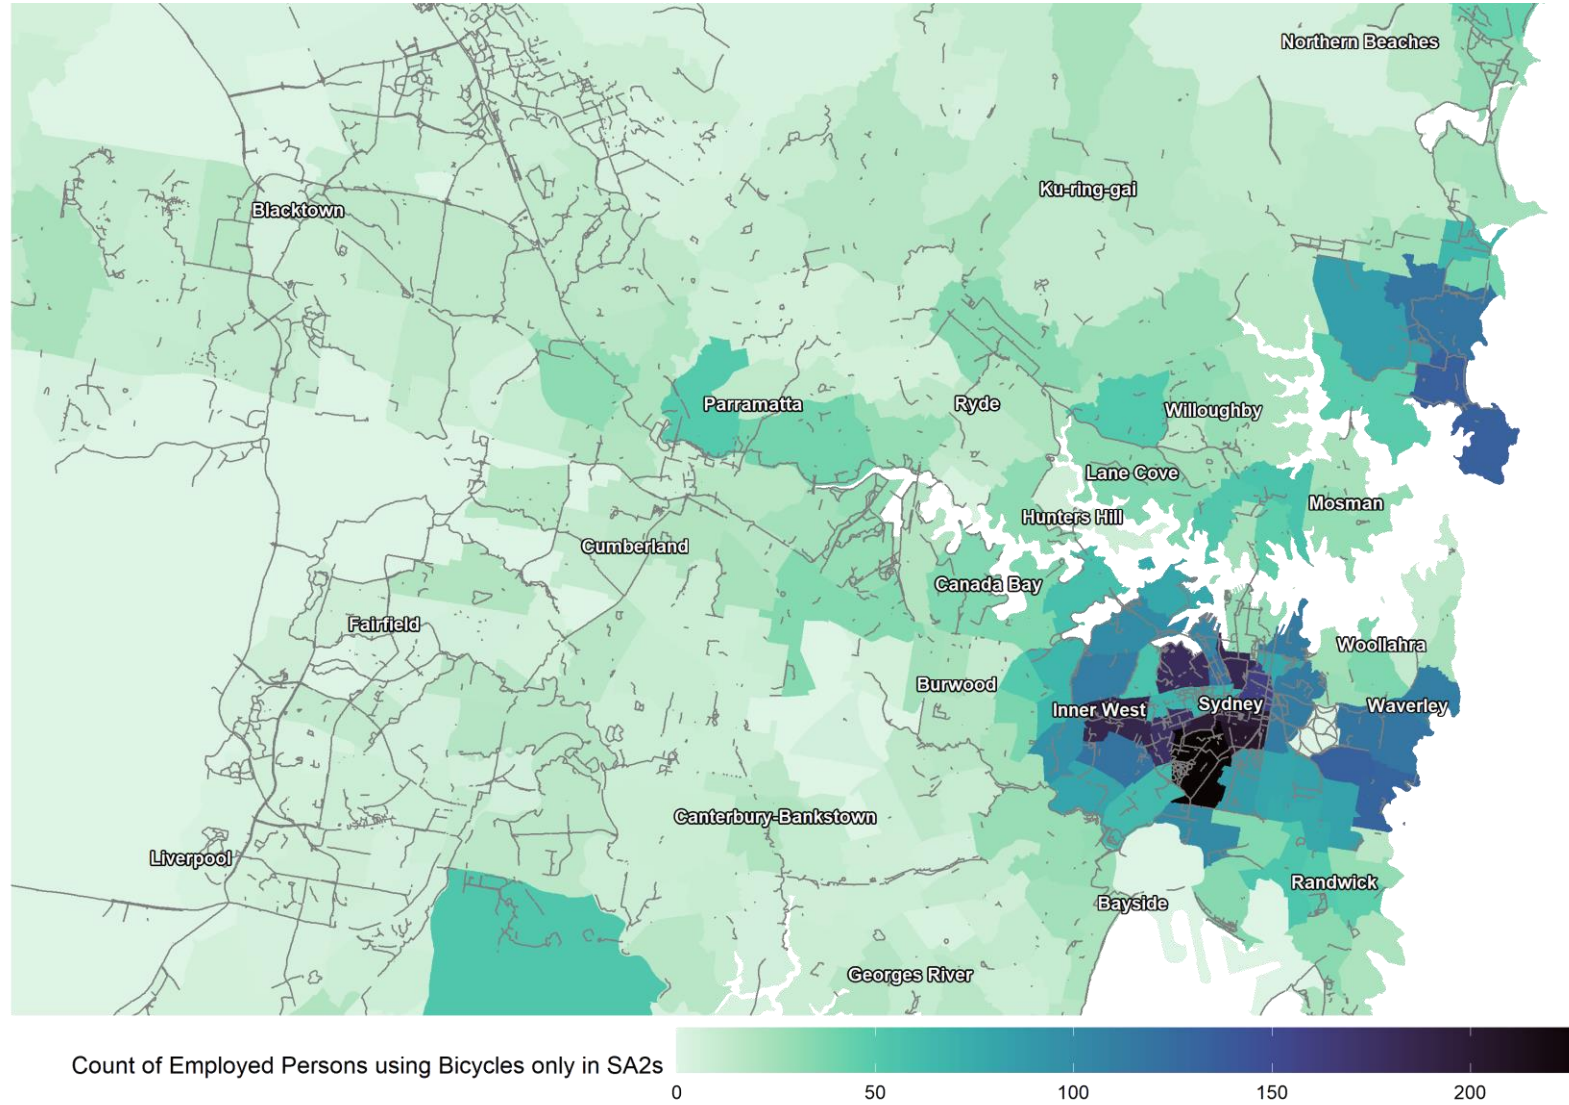 Northern Beaches
Ku-ring-gai
Blacktown
Parramatta
Ryde
Willoughby
Lane Cove
Mosman
Hunters Hill
Cumberland
Canada Bay
Fairfield
Woollahra
Burwood
Inner West
Sydney
Waverley
Canterbury-Bankstown
Liverpool
Randwick
Bayside
Georges River
Count of Employed Persons using Bicycles only in SA2s
0 50 100 150 200